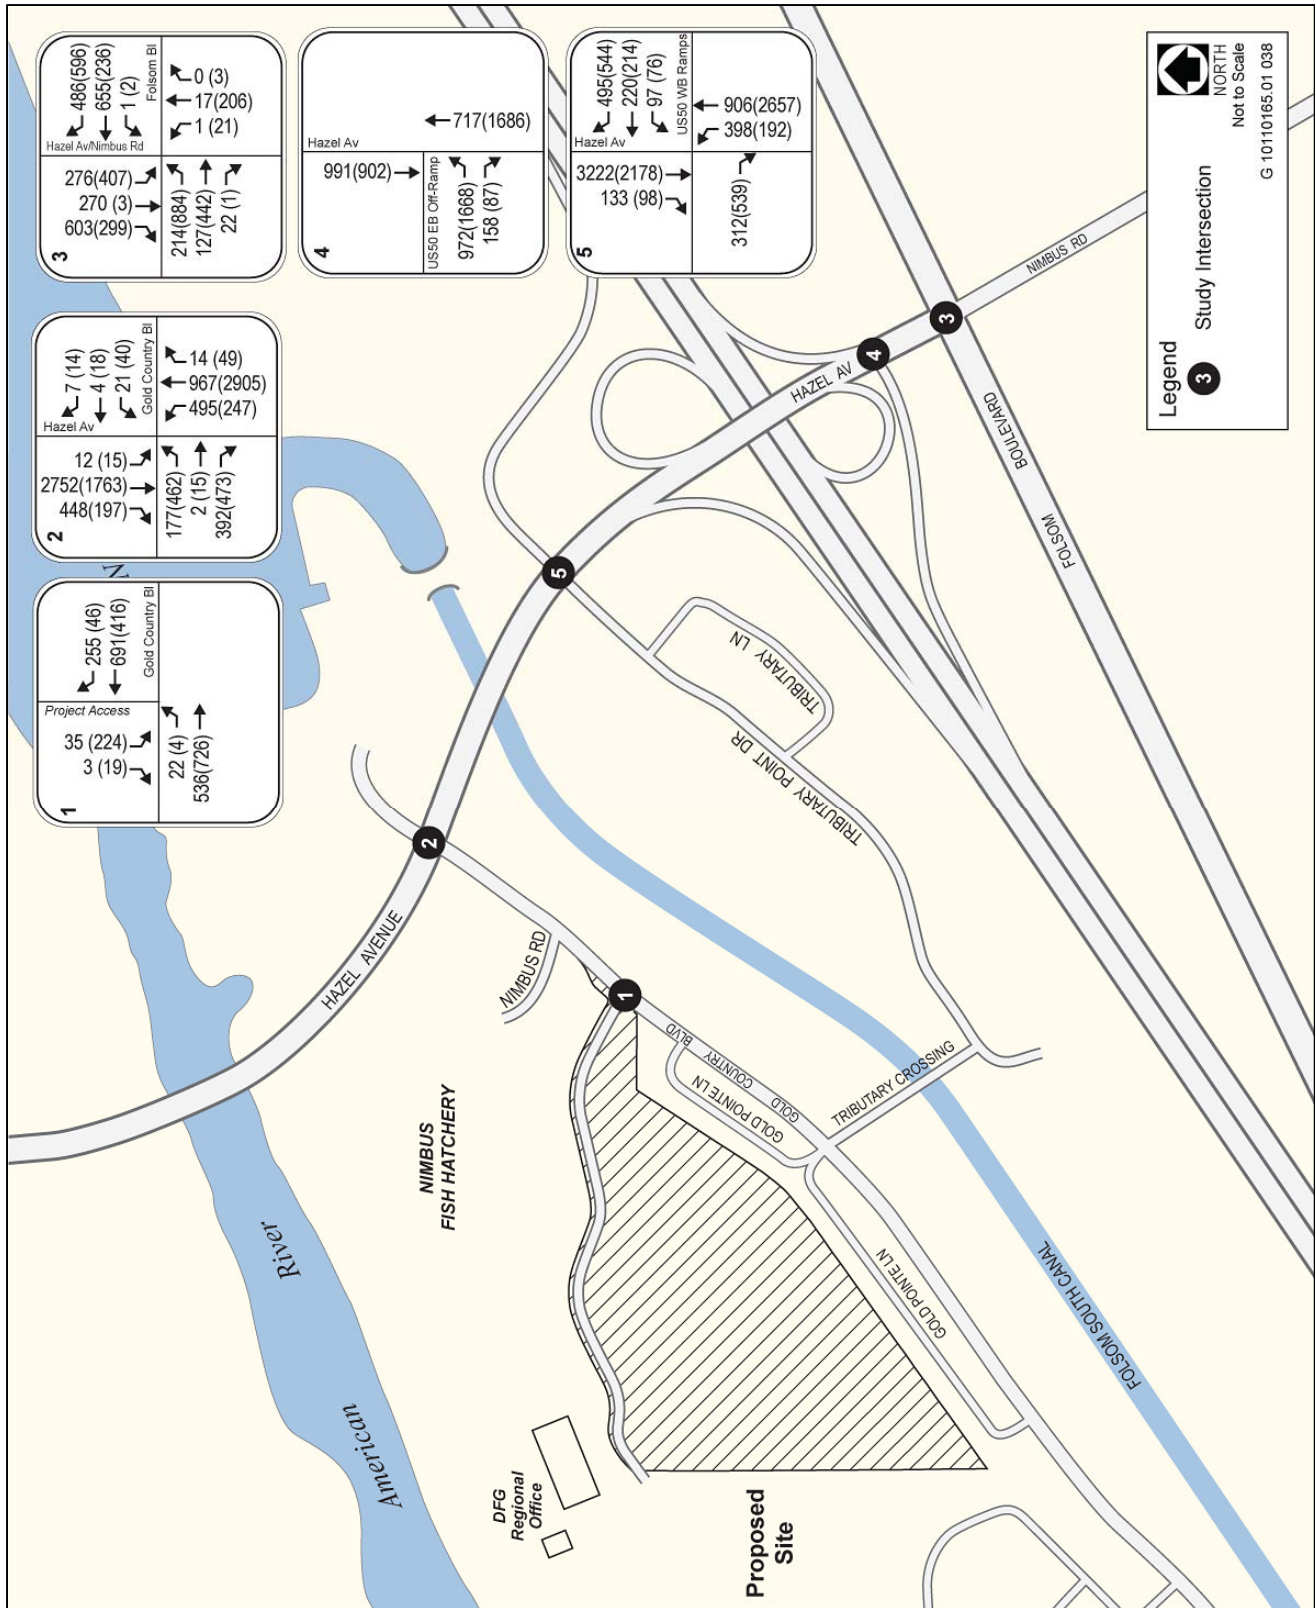 1
Project Access
35 (224)
3 (19)
255 (46)
691(416)
Gold Country Bl
22 (4)
536(726)
2
Hazel Av
12 (15)
2752(1763)
448(197)
7 (14)
4 (18)
21 (40)
Gold Country Bl
177(462)
2 (15)
392(473)
14 (49)
967(2905)
495(247)
3
Hazel Av/Nimbus Rd
276(407)
270 (3)
603(299)
486(596)
655(236)
1 (2)
Folsom Bl
214(884)
127(442)
22 (1)
0 (3)
17(206)
1 (21)
4
Hazel Av
991(902)
US50 EB Off-Ramp
972(1668)
158 (87)
717(1686)
5
Hazel Av
3222(2178)
133 (98)
495(544)
220(214)
97 (76)
US50 WB Ramps
312(539)
906(2657)
398(192)
N
American
River
HAZEL AVENUE
NIMBUS
FISH HATCHERY
NIMBUS RD
DFG
Regional
Office
Proposed
Site
1
2
3
4
5
GOLD COUNTRY BLVD
GOLD POINTE LN
GOLD POINTE LN
TRIBUTARY CROSSING
TRIBUTARY POINT DR
TRIBUTARY LN
HAZEL AV
FOLSOM SOUTH CANAL
FOLSOM BOULEVARD
NIMBUS RD
Legend
3 Study Intersection
NORTH
Not to Scale
G 10110165.01 038